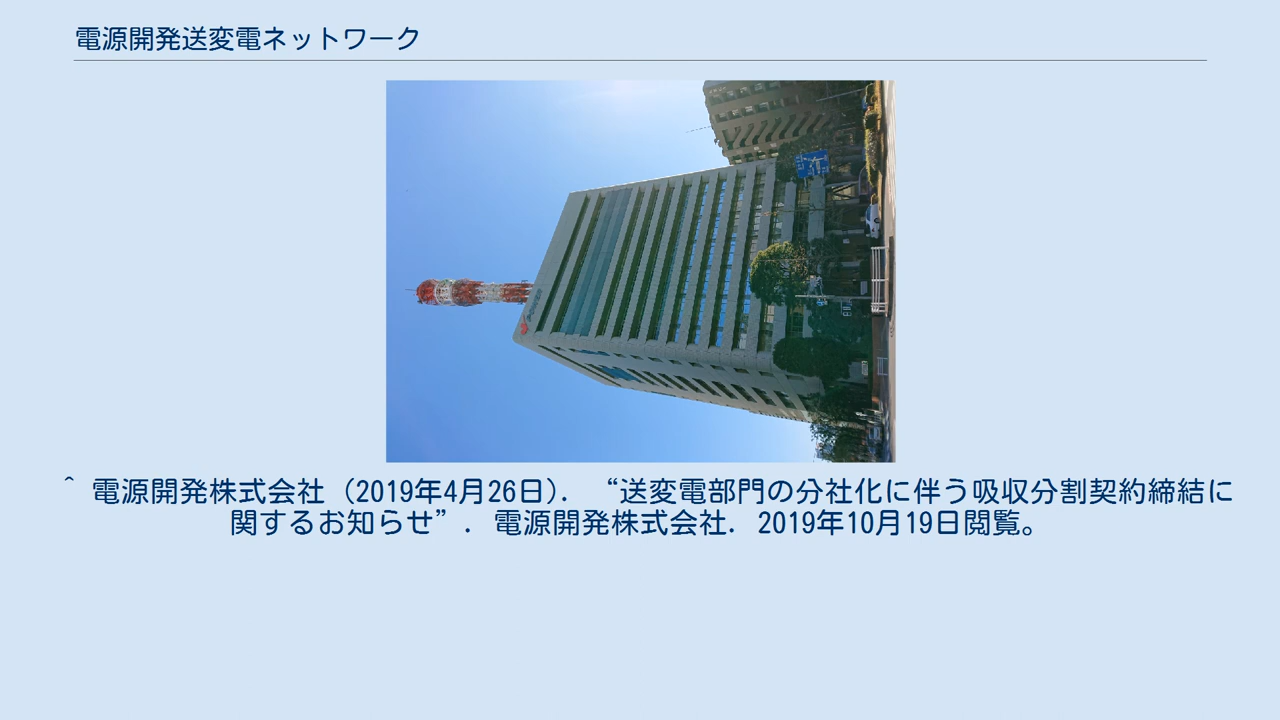 電源開発送変電ネットワーク
^ 電源開発株式会社（2019年4月26日）. “送変電部門の分社化に伴う吸収分割契約締結に
関するお知らせ”. 電源開発株式会社. 2019年10月19日閲覧。